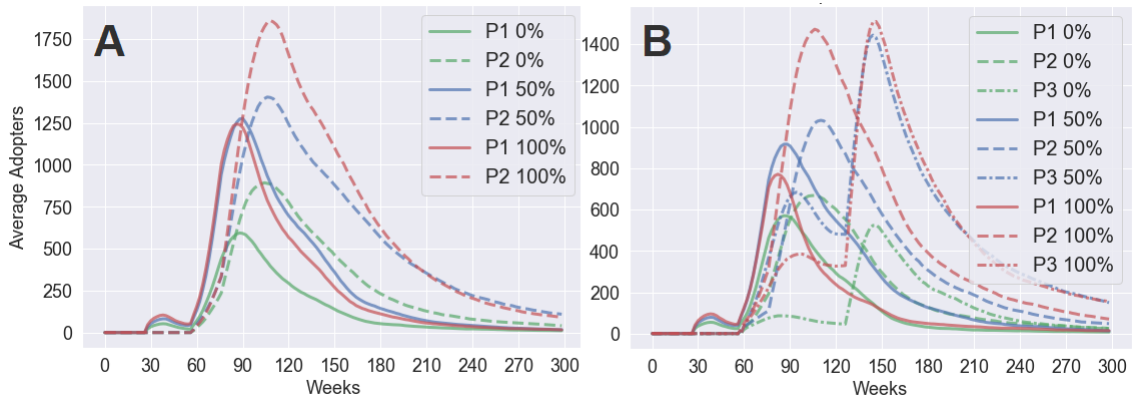 A
Average Adopters
1750
1500
1250
1000
750
500
250
0
0 30 60 90 120 150 180 210 240 270 300
Weeks
P1 0%
P2 0%
P1 50%
P2 50%
P1 100%
P2 100%
B
1400
1200
1000
800
600
400
200
0
0 30 60 90 120 150 180 210 240 270 300
Weeks
P1 0%
P2 0%
P3 0%
P1 50%
P2 50%
P3 50%
P1 100%
P2 100%
P3 100%